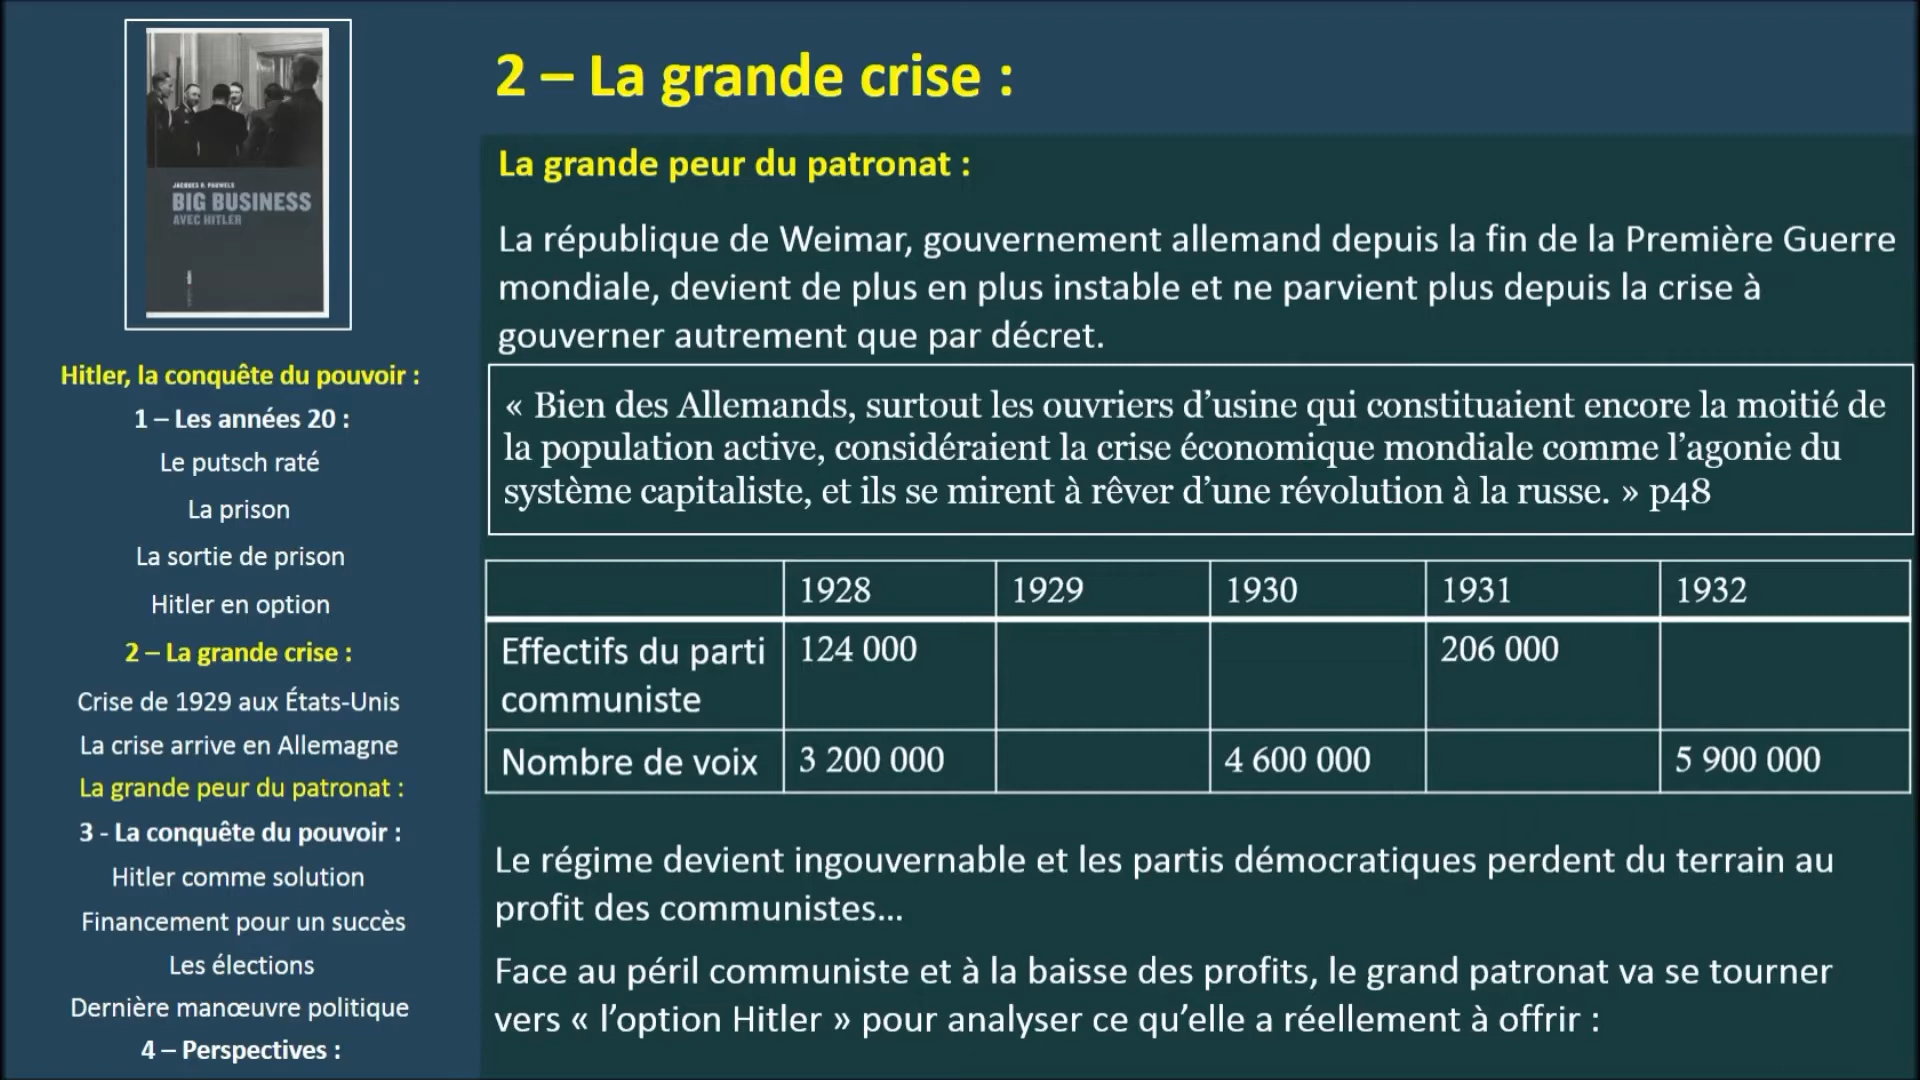 JACQUES R. PAUWELS
BIG BUSINESS
AVEC HITLER
Hitler, la conquête du pouvoir :
1 – Les années 20 :
Le putsch raté
La prison
La sortie de prison
Hitler en option
2 – La grande crise :
Crise de 1929 aux États-Unis
La crise arrive en Allemagne
La grande peur du patronat :
3 - La conquête du pouvoir :
Hitler comme solution
Financement pour un succès
Les élections
Dernière manœuvre politique
4 – Perspectives :
2 – La grande crise :
La grande peur du patronat :
La république de Weimar, gouvernement allemand depuis la fin de la Première Guerre
mondiale, devient de plus en plus instable et ne parvient plus depuis la crise à
gouverner autrement que par décret.
« Bien des Allemands, surtout les ouvriers d’usine qui constituaient encore la moitié de
la population active, considéraient la crise économique mondiale comme l’agonie du
système capitaliste, et ils se mirent à rêver d’une révolution à la russe. » p48
1928 1929 1930 1931 1932
Effectifs du parti 124 000 206 000
communiste
Nombre de voix 3 200 000 4 600 000 5 900 000
Le régime devient ingouvernable et les partis démocratiques perdent du terrain au
profit des communistes...
Face au péril communiste et à la baisse des profits, le grand patronat va se tourner
vers « l’option Hitler » pour analyser ce qu’elle a réellement à offrir :